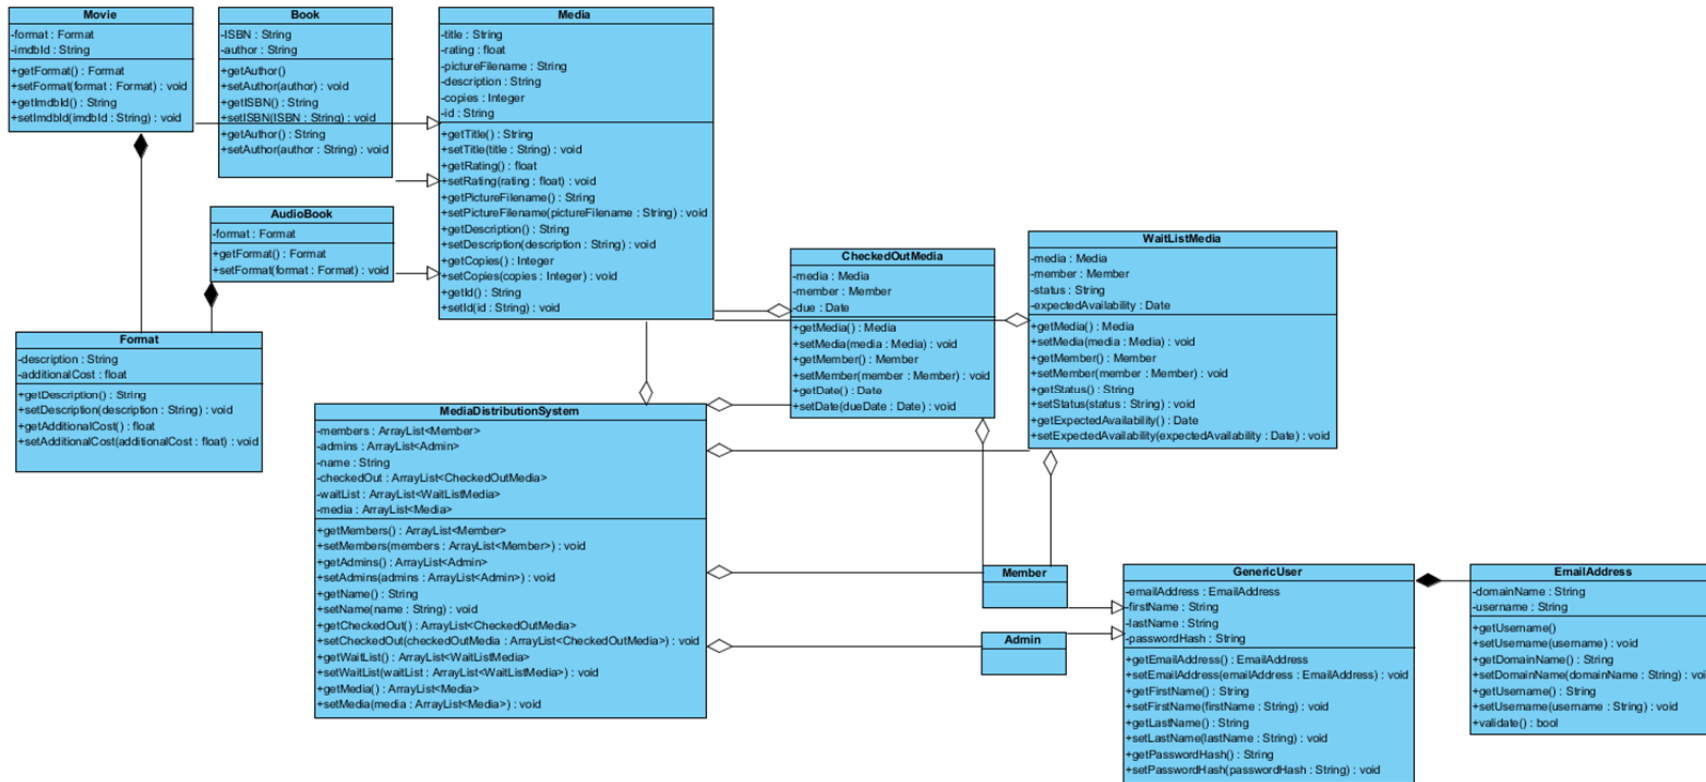 Movie
-format : Format
-imdbId : String
+getFormat() : Format
+setFormat(format : Format) : void
+getImdbId() : String
+setImdbId(imdbId : String) : void
Book
-ISBN : String
-author : String
+getAuthor()
+setAuthor(author) : void
+getISBN() : String
+setISBN(ISBN : String) : void
+getAuthor() : String
+setAuthor(author : String) : void
Media
-title : String
-rating : float
-pictureFilename : String
-description : String
-copies : Integer
-id : String
+getTitle() : String
+setTitle(title : String) : void
+getRating() : float
+setRating(rating : float) : void
+getPictureFilename() : String
+setPictureFilename(pictureFilename : String) : void
+getDescription() : String
+setDescription(description : String) : void
+getCopies() : Integer
+setCopies(copies : Integer) : void
+getId() : String
+setId(id : String) : void
AudioBook
-format : Format
+getFormat() : Format
+setFormat(format : Format) : void
CheckedOutMedia
-media : Media
-member : Member
-due : Date
+getMedia() : Media
+setMedia(media : Media) : void
+getMember() : Member
+setMember(member : Member) : void
+getDate() : Date
+setDate(dueDate : Date) : void
WaitListMedia
-media : Media
-member : Member
-status : String
-expectedAvailability : Date
+getMedia() : Media
+setMedia(media : Media) : void
+getMember() : Member
+setMember(member : Member) : void
+getStatus() : String
+setStatus(status : String) : void
+getExpectedAvailability() : Date
+setExpectedAvailability(expectedAvailability : Date) : void
Format
-description : String
-additionalCost : float
+getDescription() : String
+setDescription(description : String) : void
+getAdditionalCost() : float
+setAdditionalCost(additionalCost : float) : void
MediaDistributionSystem
-members : ArrayList<Member>
-admins : ArrayList<Admin>
-name : String
-checkedOut : ArrayList<CheckedOutMedia>
-waitList : ArrayList<WaitListMedia>
-media : ArrayList<Media>
+getMembers() : ArrayList<Member>
+setMembers(members : ArrayList<Member>) : void
+getAdmins() : ArrayList<Admin>
+setAdmins(admins : ArrayList<Admin>) : void
+getName() : String
+setName(name : String) : void
+getCheckedOut() : ArrayList<CheckedOutMedia>
+setCheckedOut(checkedOutMedia : ArrayList<CheckedOutMedia>) : void
+getWaitList() : ArrayList<WaitListMedia>
+setWaitList(waitList : ArrayList<WaitListMedia>) : void
+getMedia() : ArrayList<Media>
+setMedia(media : ArrayList<Media>) : void
Member
Admin
GenericUser
-emailAddress : EmailAddress
-firstName : String
-lastName : String
-passwordHash : String
+getEmailAddress() : EmailAddress
+setEmailAddress(emailAddress : EmailAddress) : void
+getFirstName() : String
+setFirstName(firstName : String) : void
+getLastName() : String
+setLastName(lastName : String) : void
+getPasswordHash() : String
+setPasswordHash(passwordHash : String) : void
EmailAddress
-domainName : String
-username : String
+getUsername()
+setUsername(username) : void
+getDomainName() : String
+setDomainName(domainName : String) : voi
+getUsername() : String
+setUsername(username : String) : void
+validate() : bool